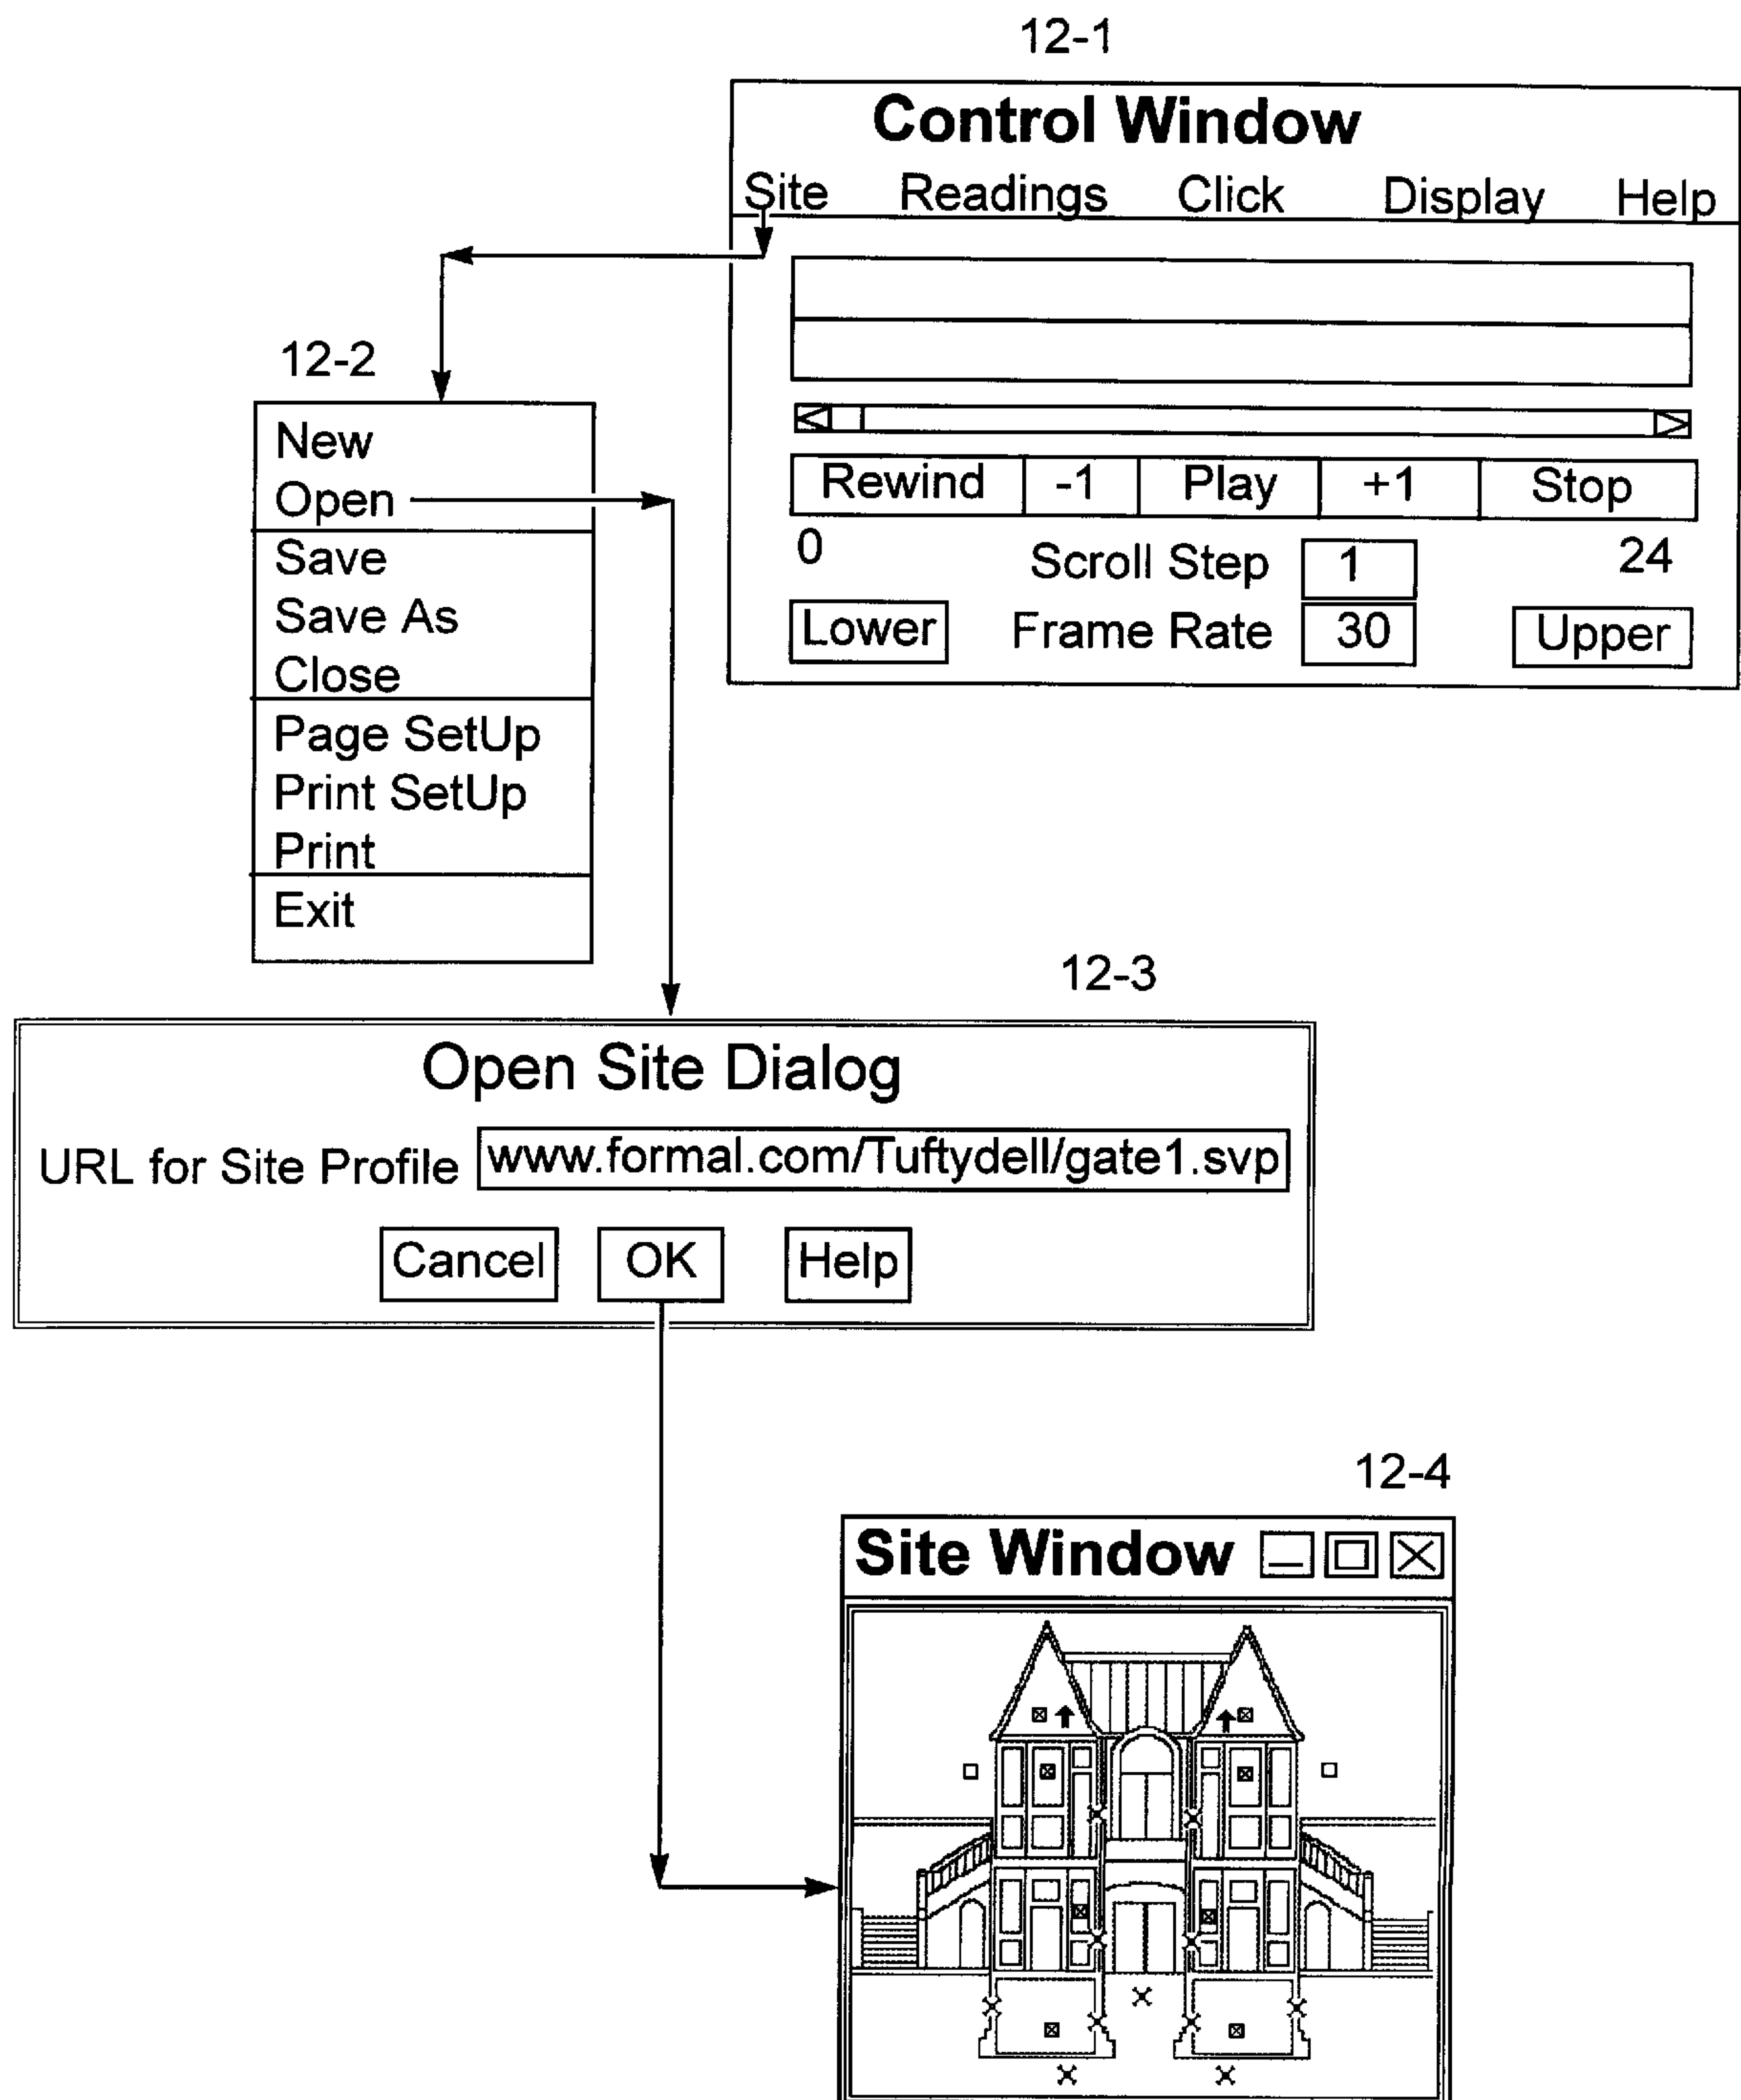 12-1
Control Window
Site Readings Click Display Help
< >
Rewind -1 Play +1 Stop
0 Scroll Step 1 24
Lower Frame Rate 30 Upper
12-2
New
Open
Save
Save As
Close
Page SetUp
Print SetUp
Print
Exit
12-3
Open Site Dialog
URL for Site Profile www.formal.com/Tuftydell/gate1.svp
Cancel OK Help
12-4
Site Window